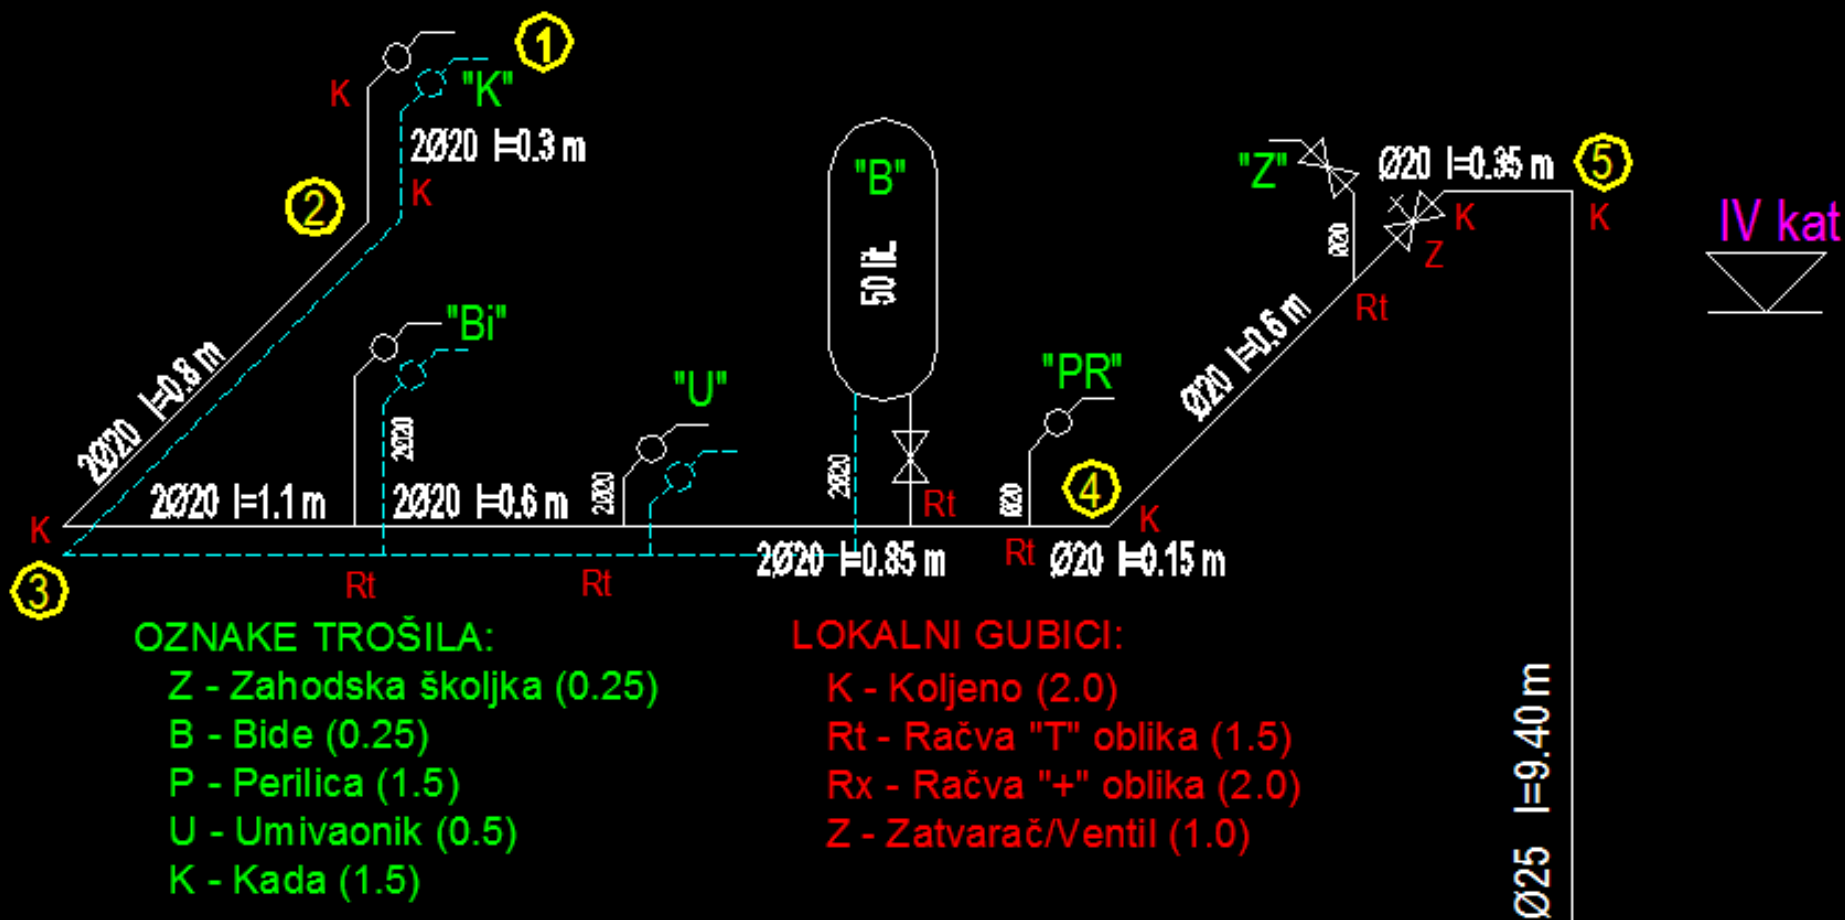 1
K
"K"
2Ø20 l=0.3 m
K
2
"B"
50 lit.
"Z"
Ø20 l=0.35 m
5
K
K
Z
Ø20
Rt
IV kat
2Ø20 l=0.8 m
"Bi"
2Ø20
"U"
2Ø20
2Ø20
"PR"
Ø20
Ø20 l=0.6 m
4
K
2Ø20 l=1.1 m
2Ø20 l=0.6 m
Rt
K
3
Rt
Rt
2Ø20 l=0.85 m
Rt
Ø20 l=0.15 m
OZNAKE TROŠILA:
Z - Zahodska školjka (0.25)
B - Bide (0.25)
P - Perilica (1.5)
U - Umivaonik (0.5)
K - Kada (1.5)
LOKALNI GUBICI:
K - Koljeno (2.0)
Rt - Račva "T" oblika (1.5)
Rx - Račva "+" oblika (2.0)
Z - Zatvarač/Ventil (1.0)
Ø25 l=9.40 m